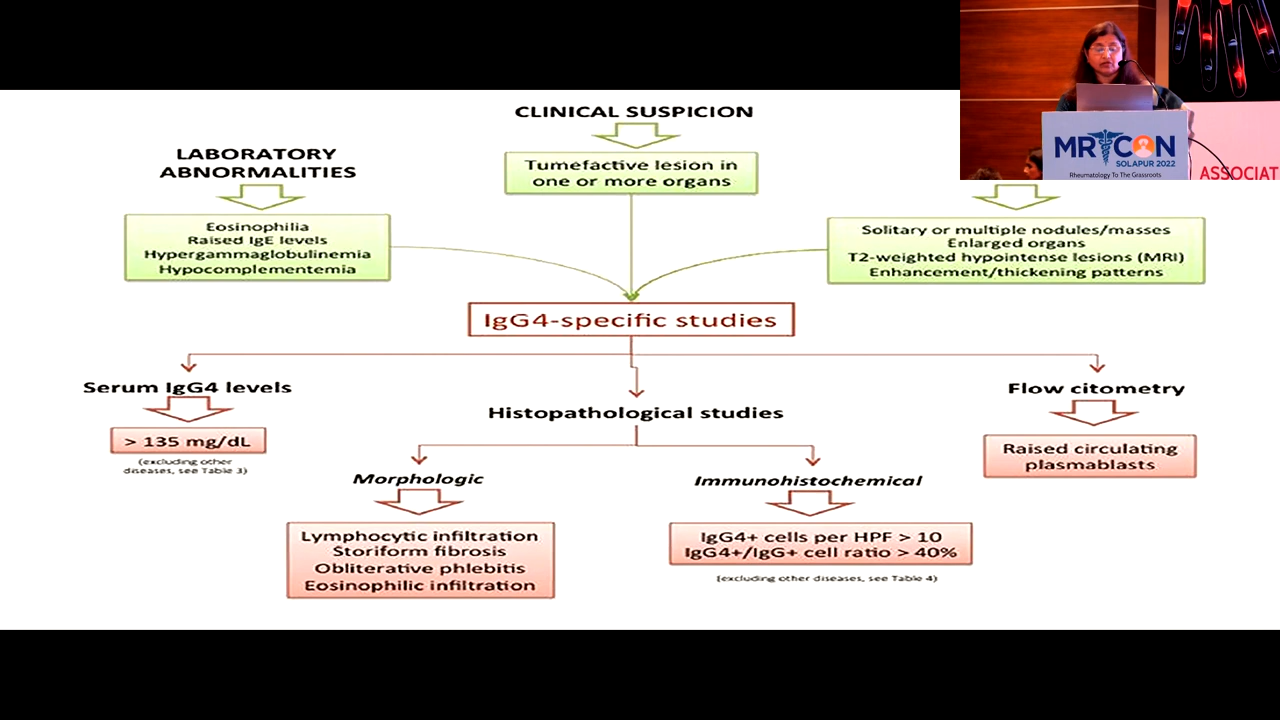 CLINICAL SUSPICION
Tumefactive lesion in
one or more organs
LABORATORY
ABNORMALITIES
Eosinophilia
Raised IgE levels
Hypergammaglobulinemia
Hypocomplementemia
Solitary or multiple nodules/masses
Enlarged organs
T2-weighted hypointense lesions (MRI)
Enhancement/thickening patterns
IgG4-specific studies
Serum IgG4 levels
> 135 mg/dL
(excluding other
diseases, see Table 3)
Histopathological studies
Morphologic
Lymphocytic infiltration
Storiform fibrosis
Obliterative phlebitis
Eosinophilic infiltration
Immunohistochemical
IgG4+ cells per HPF > 10
IgG4+/IgG+ cell ratio > 40%
(excluding other diseases, see Table 4)
Flow citometry
Raised circulating
plasmablasts
MR CON
SOLAPUR 2022
Rheumatology To The Grassroots
ASSOCIAT